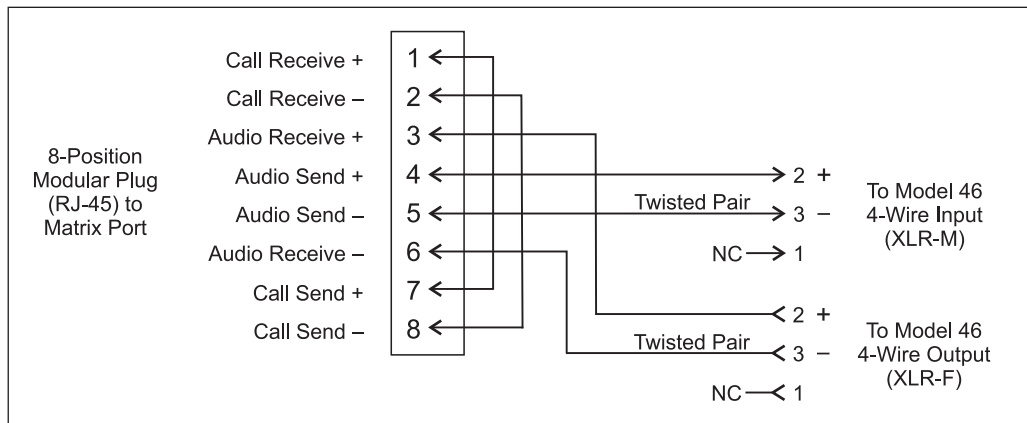 8-Position
Modular Plug
(RJ-45) to
Matrix Port
Call Receive + 1
Call Receive – 2
Audio Receive + 3
Audio Send + 4
Audio Send – 5
Audio Receive – 6
Call Send + 7
Call Send – 8
2 +
Twisted Pair 3 –
NC 1
To Model 46
4-Wire Input
(XLR-M)
2 +
Twisted Pair 3 –
NC 1
To Model 46
4-Wire Output
(XLR-F)